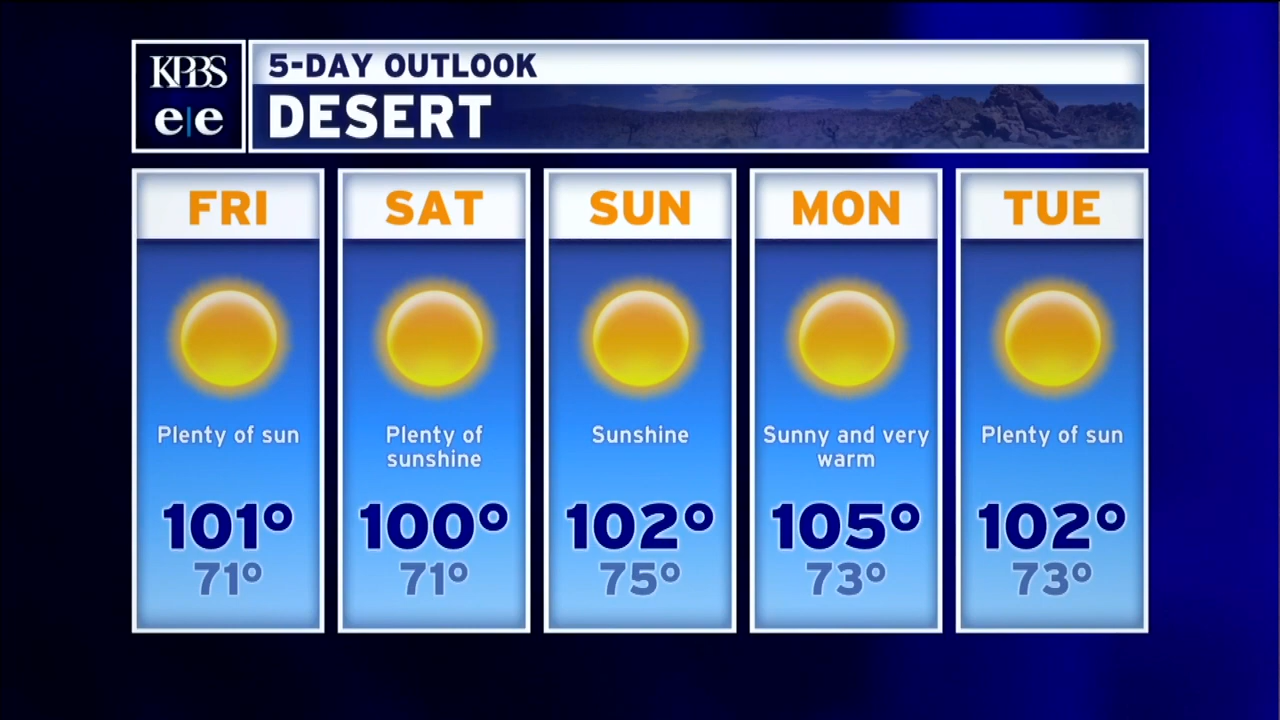 KPBS
e|e
5-DAY OUTLOOK
DESERT
FRI
Plenty of sun
101°
71°
SAT
Plenty of
sunshine
100°
71°
SUN
Sunshine
102°
75°
MON
Sunny and very
warm
105°
73°
TUE
Plenty of sun
102°
73°